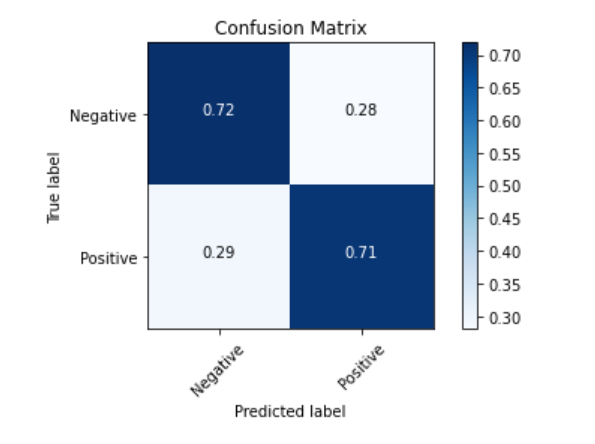 Confusion Matrix
Negative
0.72
0.28
Positive
0.29
0.71
True label
Negative
Positive
Predicted label
0.70
0.65
0.60
0.55
0.50
0.45
0.40
0.35
0.30